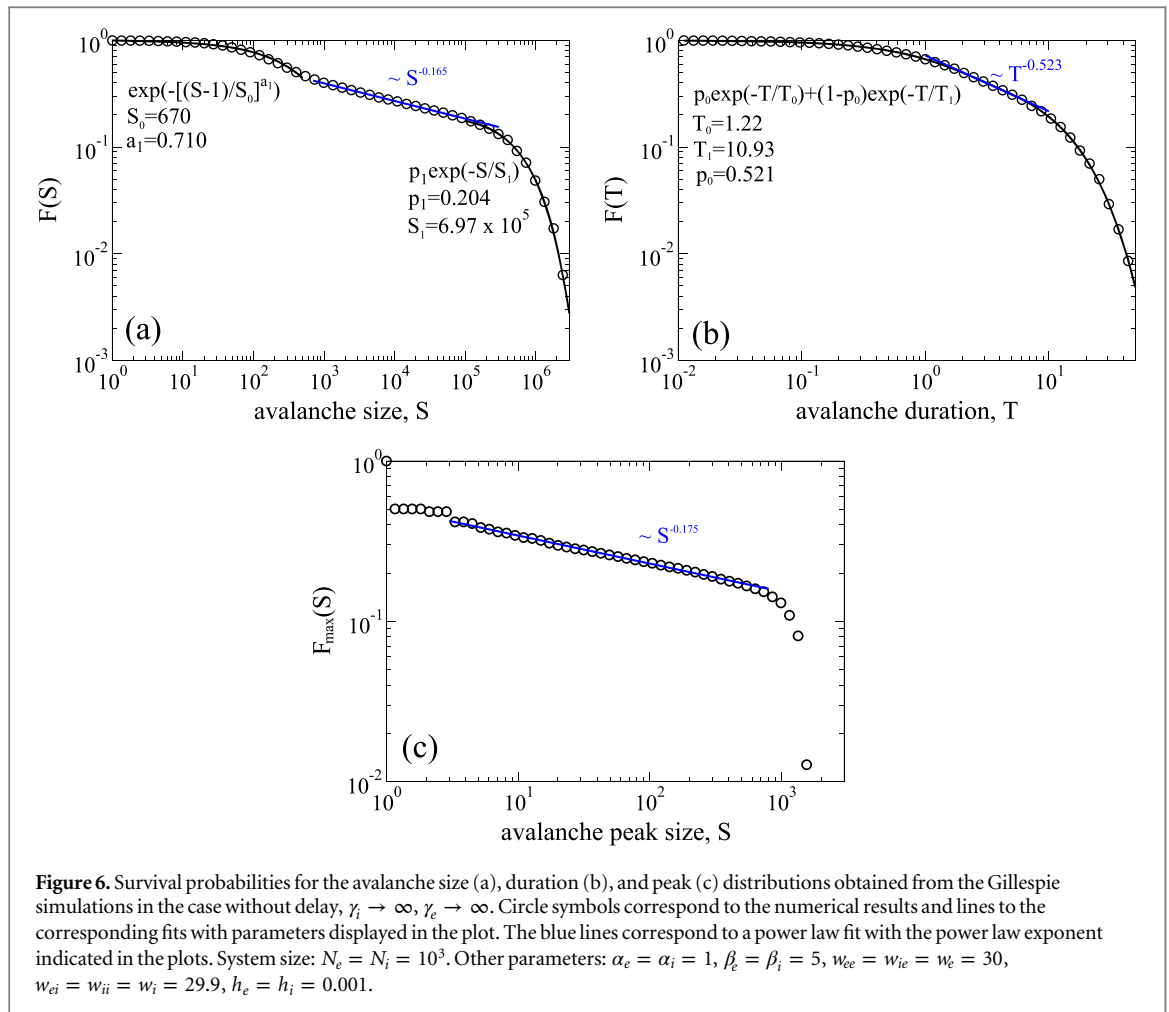 10^0
10^-1
10^-2
10^-3
F(S)
exp(-[(S-1)/S_0]^a_1)
S_0=670
a_1=0.710
~ S^-0.165
p_1exp(-S/S_1)
p_1=0.204
S_1=6.97 x 10^5
(a)
10^0 10^1 10^2 10^3 10^4 10^5 10^6
avalanche size, S
10^0
10^-1
10^-2
10^-3
F(T)
~ T^-0.523
p_0exp(-T/T_0)+(1-p_0)exp(-T/T_1)
T_0=1.22
T_1=10.93
p_0=0.521
(b)
10^-2 10^-1 10^0 10^1
avalanche duration, T
10^0
10^-1
10^-2
F_max(S)
~ S^-0.175
(c)
10^0 10^1 10^2 10^3
avalanche peak size, S
Figure 6. Survival probabilities for the avalanche size (a), duration (b), and peak (c) distributions obtained from the Gillespie
simulations in the case without delay, γ_i → ∞, γ_e → ∞. Circle symbols correspond to the numerical results and lines to the
corresponding fits with parameters displayed in the plot. The blue lines correspond to a power law fit with the power law exponent
indicated in the plots. System size: N_e = N_i = 10^3. Other parameters: α_e = α_i = 1, β_e = β_i = 5, w_ee = w_ie = w_e = 30,
w_ei = w_ii = w_i = 29.9, h_e = h_i = 0.001.